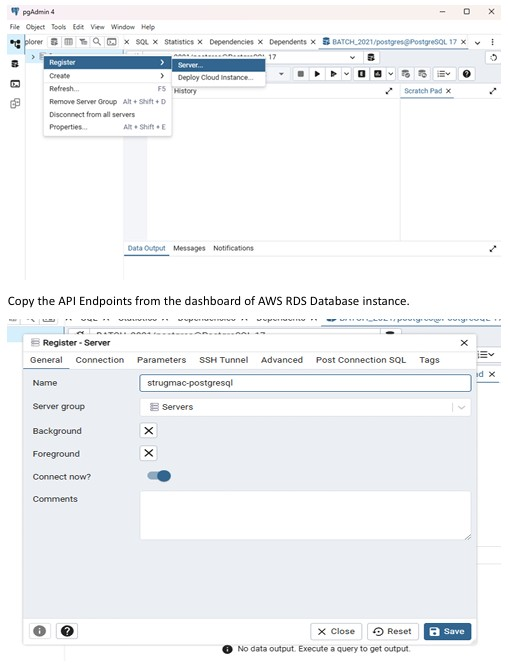 pgAdmin 4
File Object Tools Edit View Window Help
plorer SQL Statistics Dependencies Dependents BATCH_2021/postgres@PostgreSQL 17
Register
Server...
17
Create
Deploy Cloud Instance...
Refresh... F5
Remove Server Group Alt + Shift + D
History
Scratch Pad
Disconnect from all servers
Properties... Alt + Shift + E
Data Output Messages Notifications
Copy the API Endpoints from the dashboard of AWS RDS Database instance.
Register - Server
General Connection Parameters SSH Tunnel Advanced Post Connection SQL Tags
Name strugmac-postgresql
Server group Servers
Background
Foreground
Connect now?
Comments
Close Reset Save
No data output. Execute a query to get output.